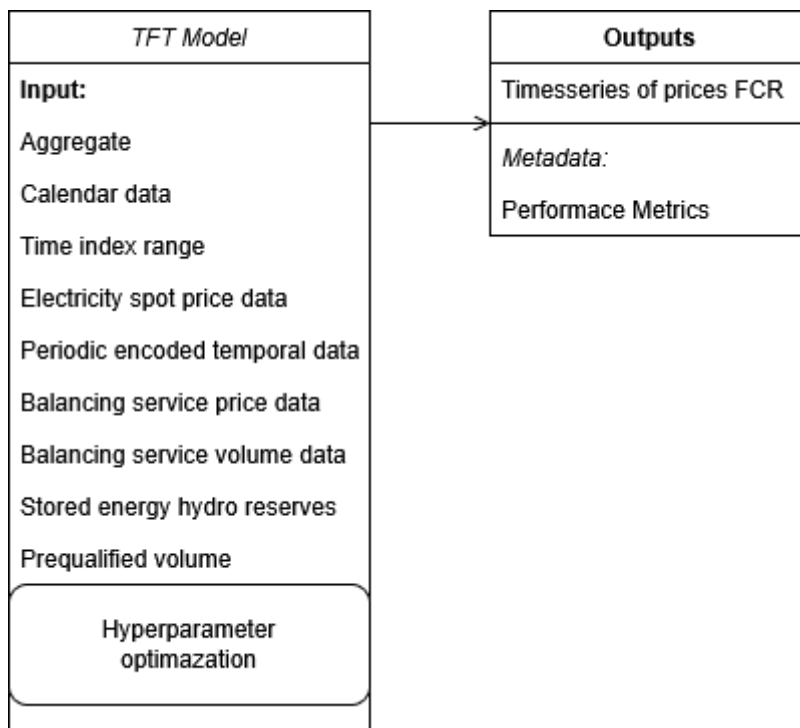 TFT Model
Input:
Aggregate
Calendar data
Time index range
Electricity spot price data
Periodic encoded temporal data
Balancing service price data
Balancing service volume data
Stored energy hydro reserves
Prequalified volume
Hyperparameter
optimazation
Outputs
Timesseries of prices FCR
Metadata:
Performace Metrics